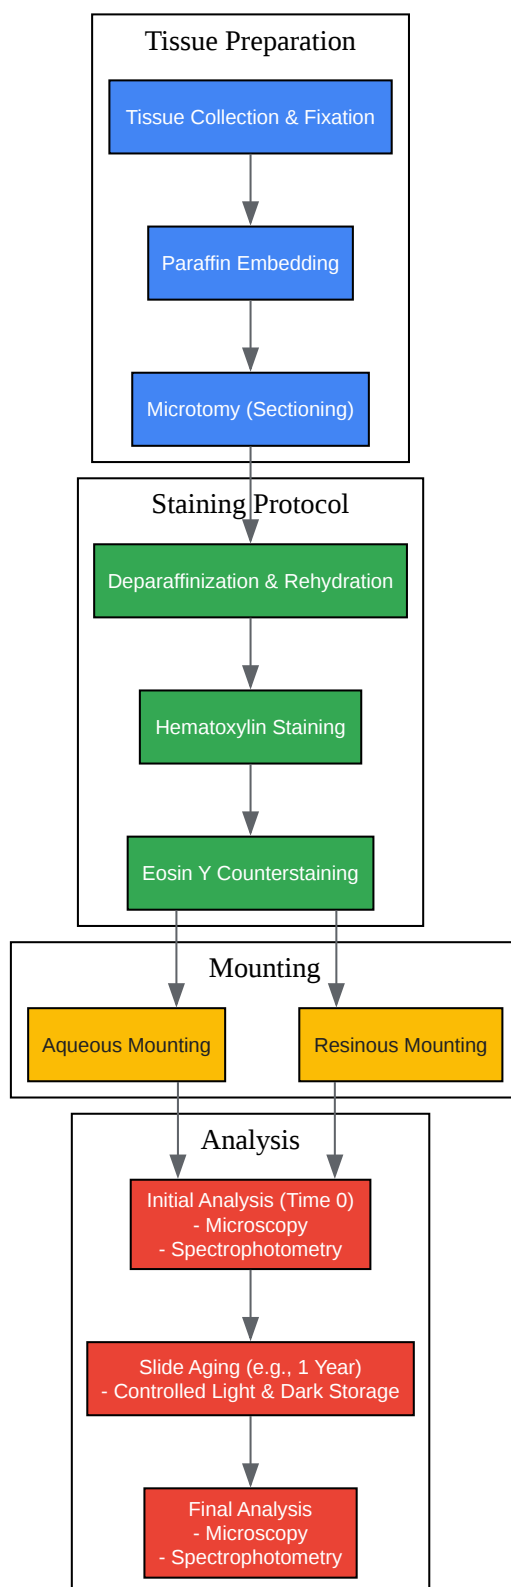 Tissue Preparation
Tissue Collection & Fixation
Paraffin Embedding
Microtomy (Sectioning)
Staining Protocol
Deparaffinization & Rehydration
Hematoxylin Staining
Eosin Y Counterstaining
Mounting
Aqueous Mounting
Resinous Mounting
Analysis
Initial Analysis (Time 0)
- Microscopy
- Spectrophotometry
Slide Aging (e.g., 1 Year)
- Controlled Light & Dark Storage
Final Analysis
- Microscopy
- Spectrophotometry